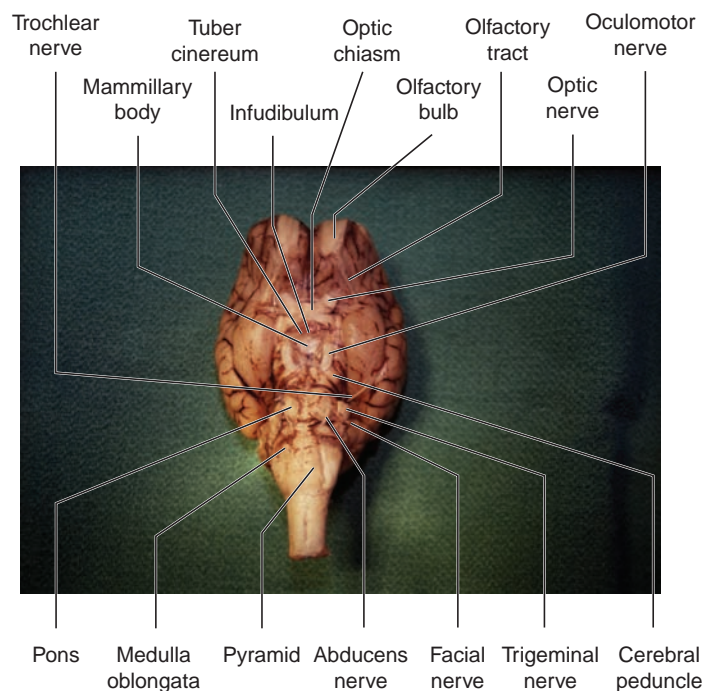 Trochlear
nerve
Tuber
cinereum
Optic
chiasm
Olfactory
tract
Oculomotor
nerve
Mammillary
body
Infudibulum
Olfactory
bulb
Optic
nerve
Pons
Medulla
oblongata
Pyramid
Abducens
nerve
Facial
nerve
Trigeminal
nerve
Cerebral
peduncle